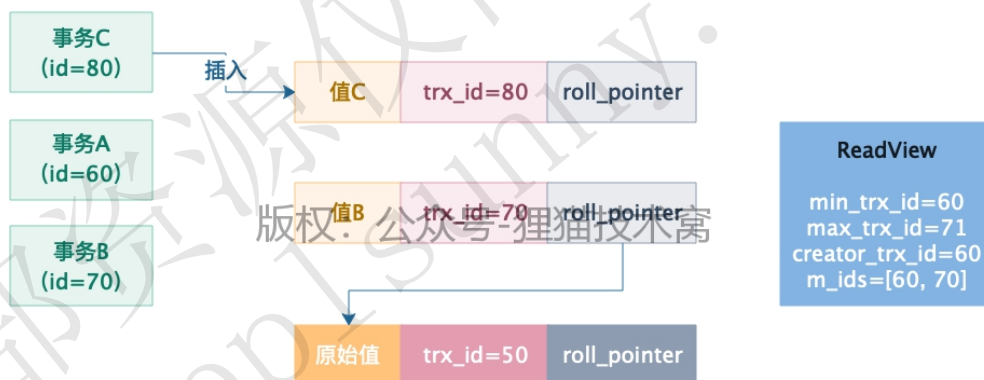 事务C
(id=80)
插入
值C
trx_id=80
roll_pointer
事务A
(id=60)
事务B
(id=70)
值B
trx_id=70
roll_pointer
版权：公众号-狸猫技术窝
原始值
trx_id=50
roll_pointer
ReadView
min_trx_id=60
max_trx_id=71
creator_trx_id=60
m_ids=[60, 70]